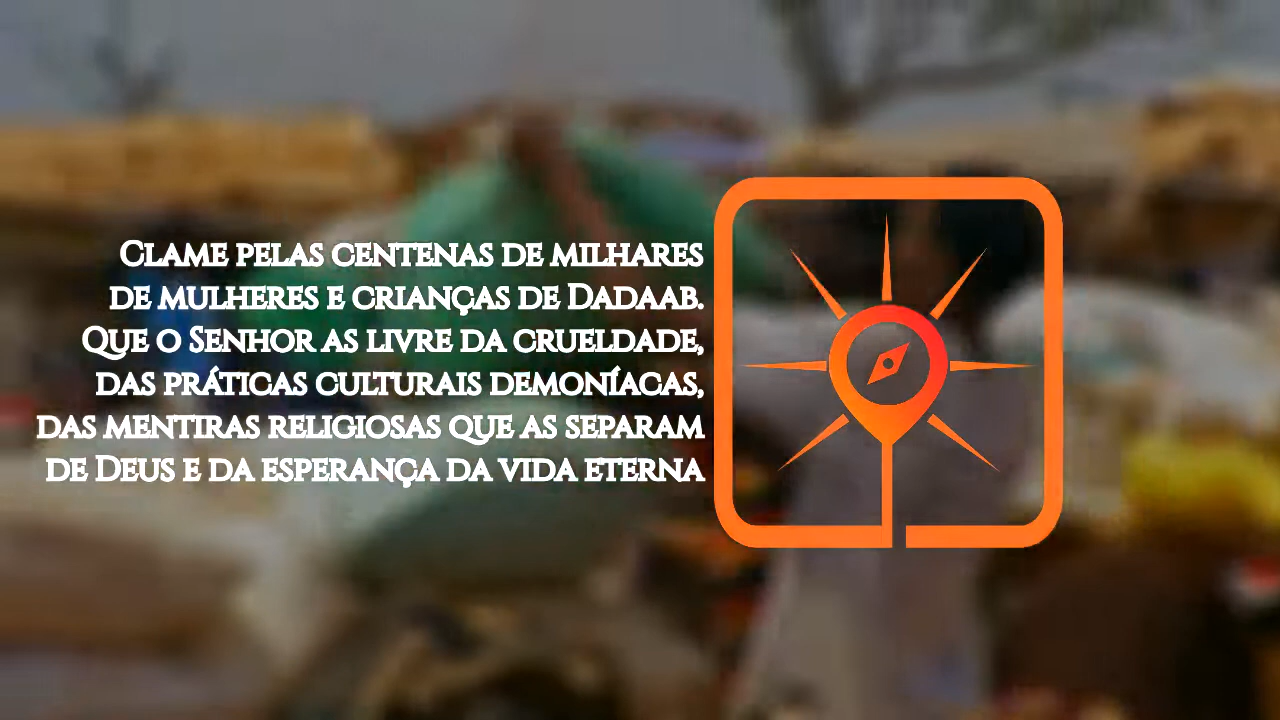 Clame pelas centenas de milhares
de mulheres e crianças de Dadaab.
Que o Senhor as livre da crueldade,
das práticas culturais demoníacas,
das mentiras religiosas que as separam
de Deus e da esperança da vida eterna